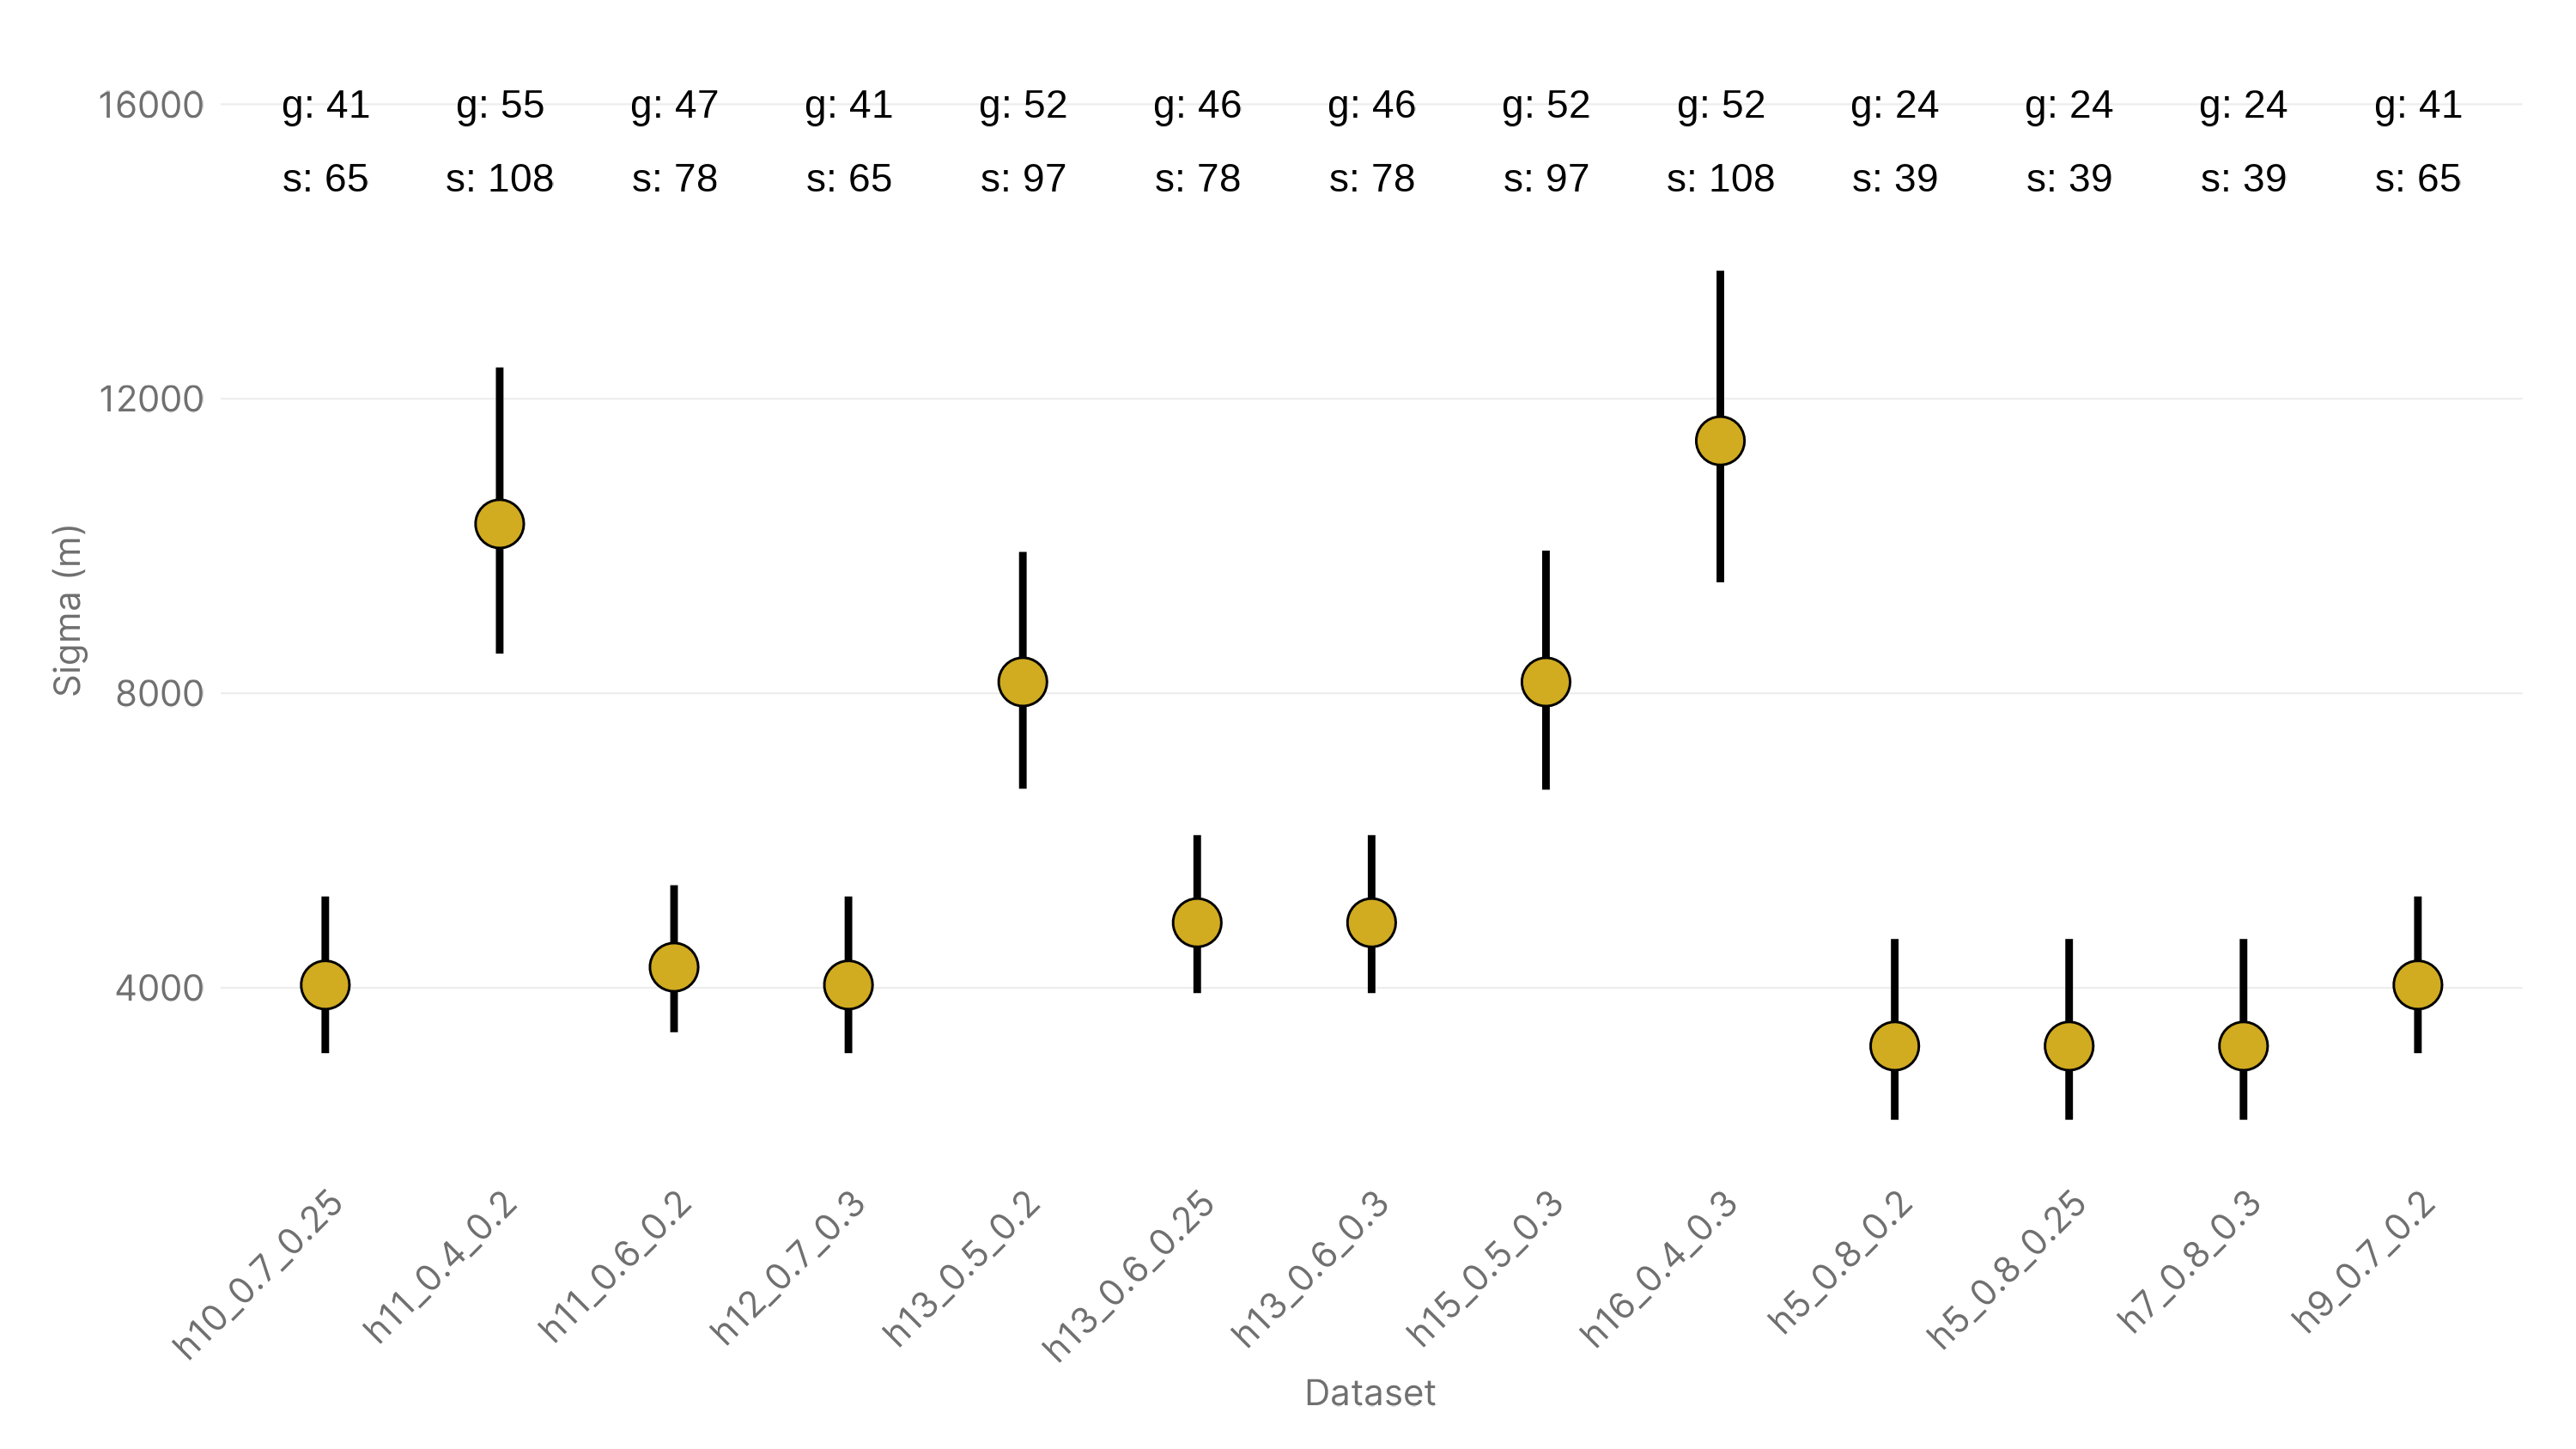 16000
g: 41 g: 55 g: 47 g: 41 g: 52 g: 46 g: 46 g: 52 g: 52 g: 24 g: 24 g: 24 g: 41
s: 65 s: 108 s: 78 s: 65 s: 97 s: 78 s: 78 s: 97 s: 108 s: 39 s: 39 s: 39 s: 65
12000
Sigma (m)
8000
4000
h10_0.7_0.25
h11_0.4_0.2
h11_0.6_0.2
h12_0.7_0.3
h13_0.5_0.2
h13_0.6_0.25
h13_0.6_0.3
h15_0.5_0.3
h16_0.4_0.3
h5_0.8_0.2
h5_0.8_0.25
h7_0.8_0.3
h9_0.7_0.2
Dataset